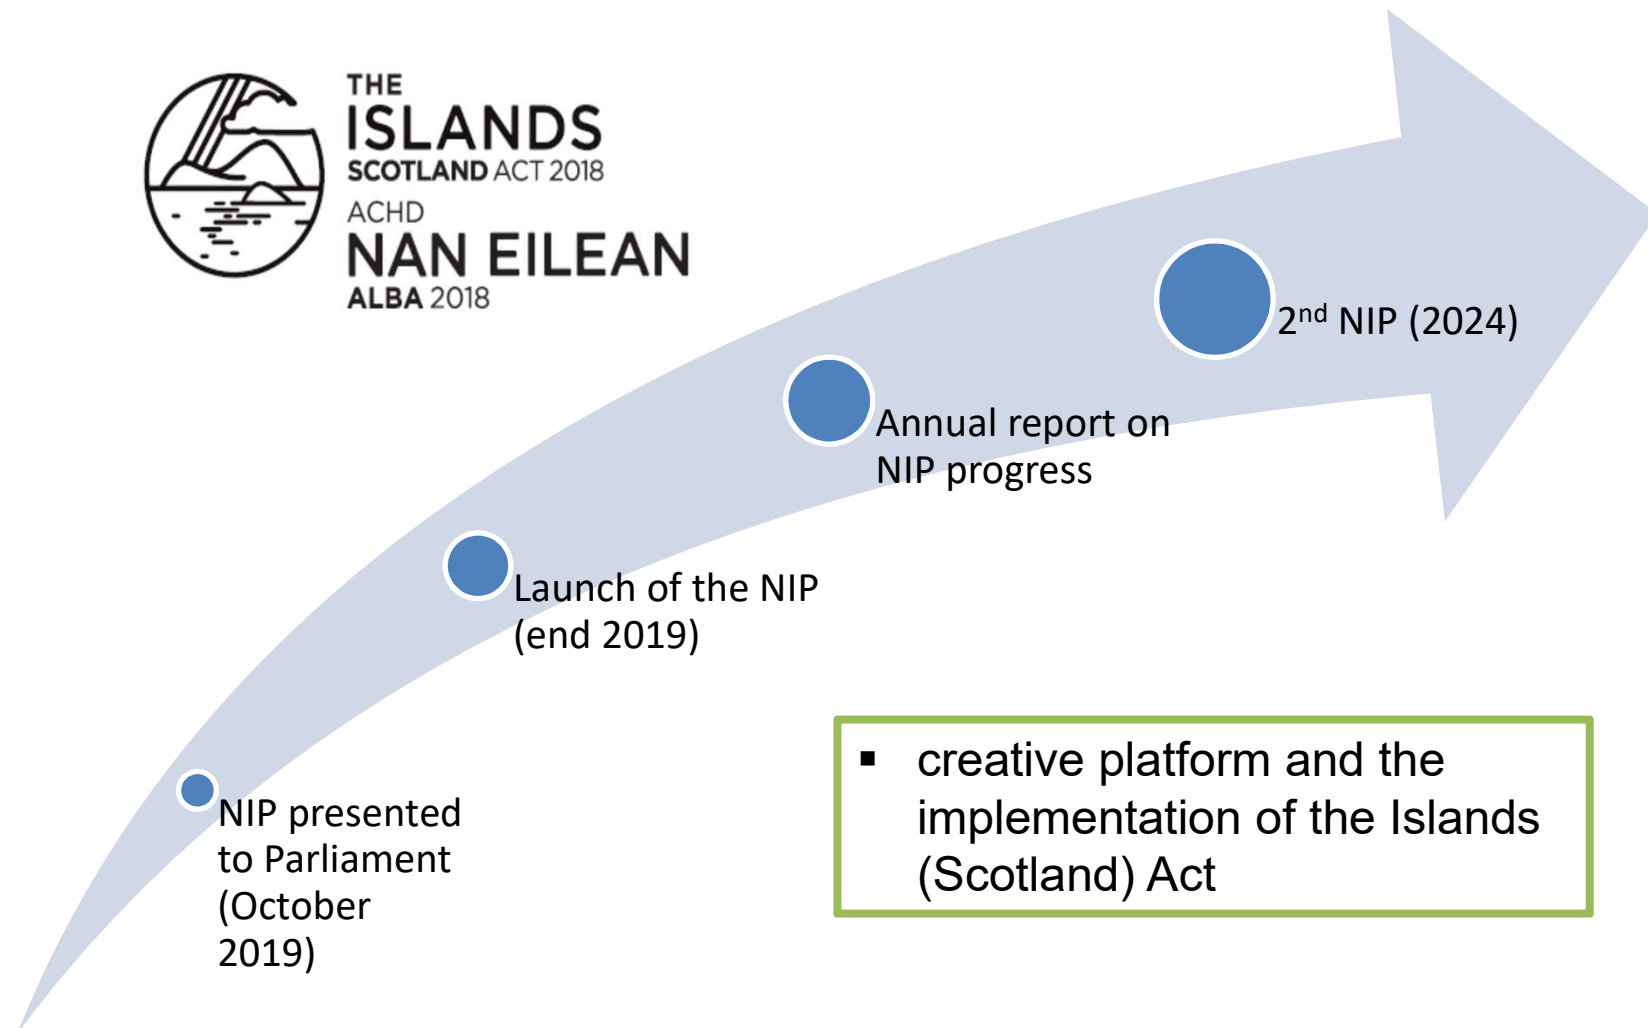 THE
ISLANDS
SCOTLAND ACT 2018
ACHD
NAN EILEAN
ALBA 2018
2nd NIP (2024)
Annual report on
NIP progress
Launch of the NIP
(end 2019)
NIP presented
to Parliament
(October
2019)
▪ creative platform and the
implementation of the Islands
(Scotland) Act